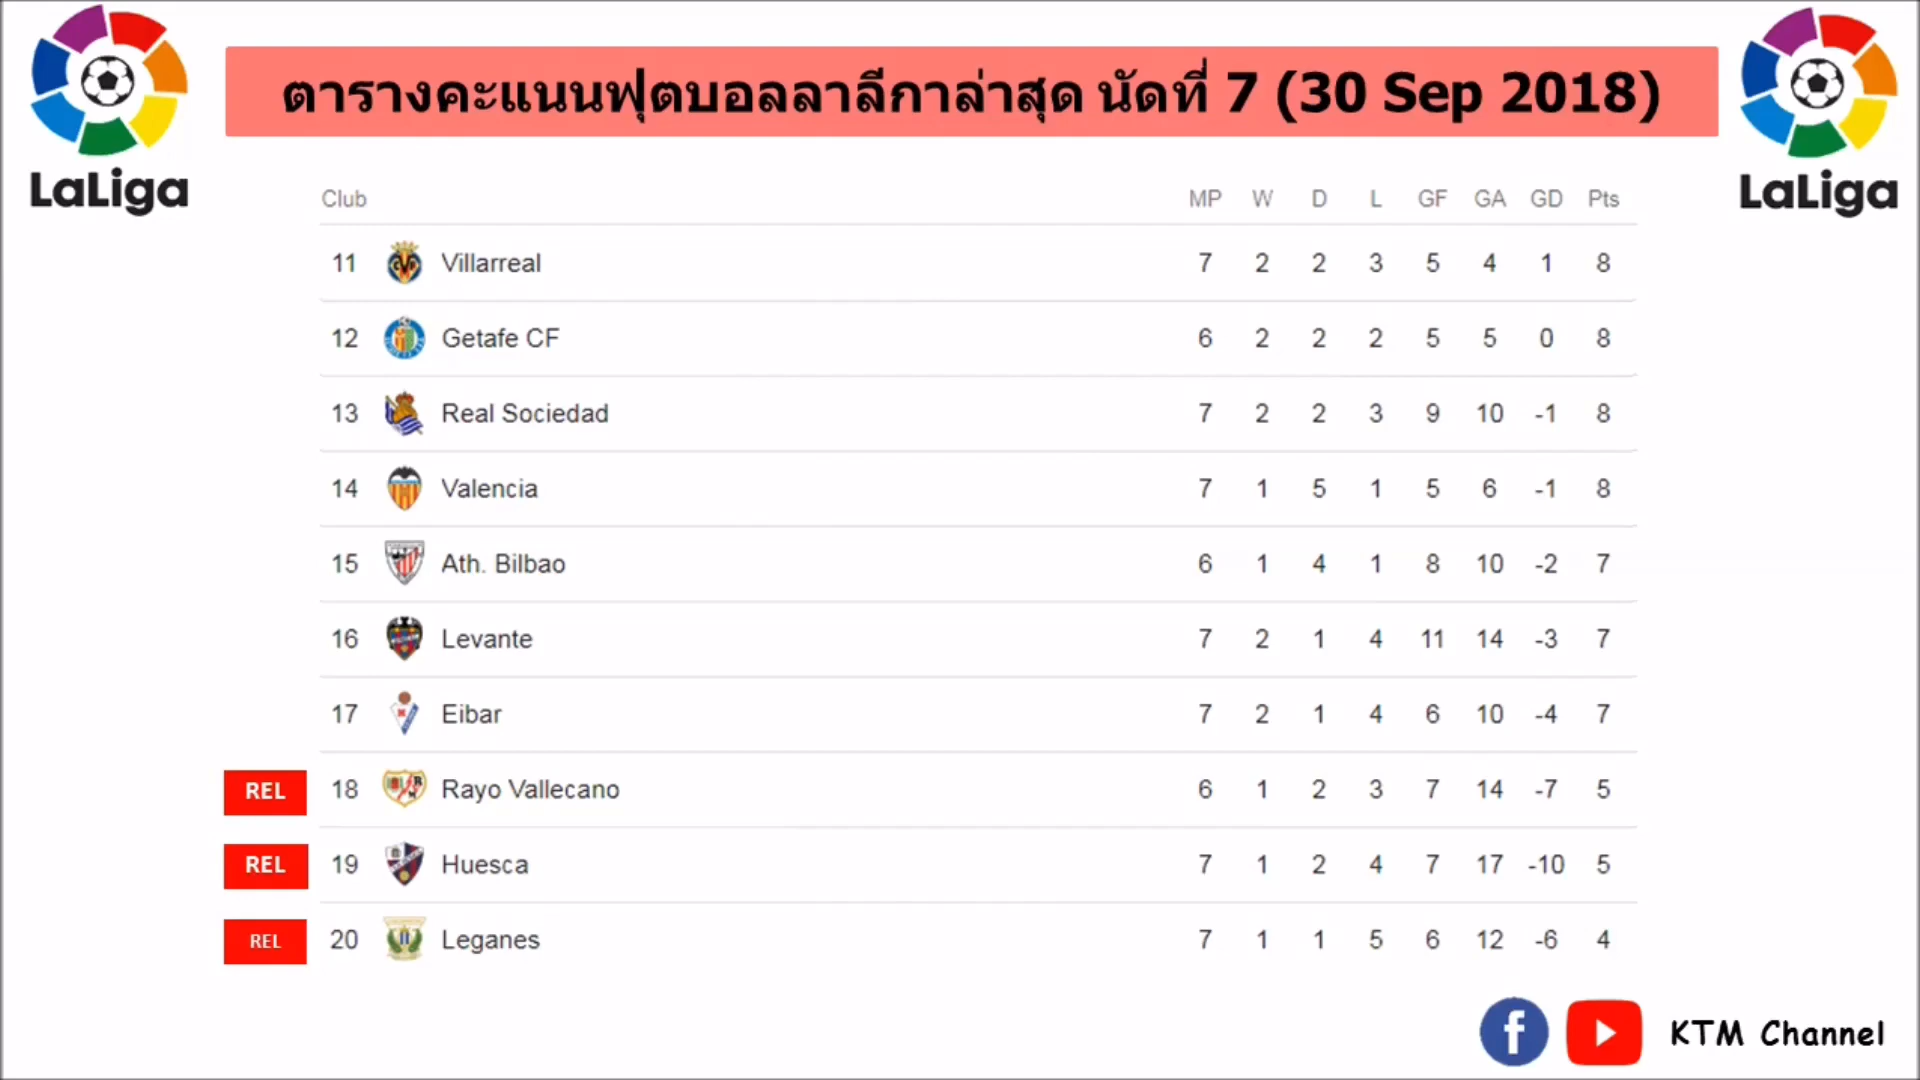 ตารางคะแนนฟุตบอลลาลีกาล่าสุด นัดที่ 7 (30 Sep 2018)
LaLiga LaLiga
Club MP W D L GF GA GD Pts
11 Villarreal 7 2 2 3 5 4 1 8
12 Getafe CF 6 2 2 2 5 5 0 8
13 Real Sociedad 7 2 2 3 9 10 -1 8
14 Valencia 7 1 5 1 5 6 -1 8
15 Ath. Bilbao 6 1 4 1 8 10 -2 7
16 Levante 7 2 1 4 11 14 -3 7
17 Eibar 7 2 1 4 6 10 -4 7
REL 18 Rayo Vallecano 6 1 2 3 7 14 -7 5
REL 19 Huesca 7 1 2 4 7 17 -10 5
REL 20 Leganes 7 1 1 5 6 12 -6 4
KTM Channel